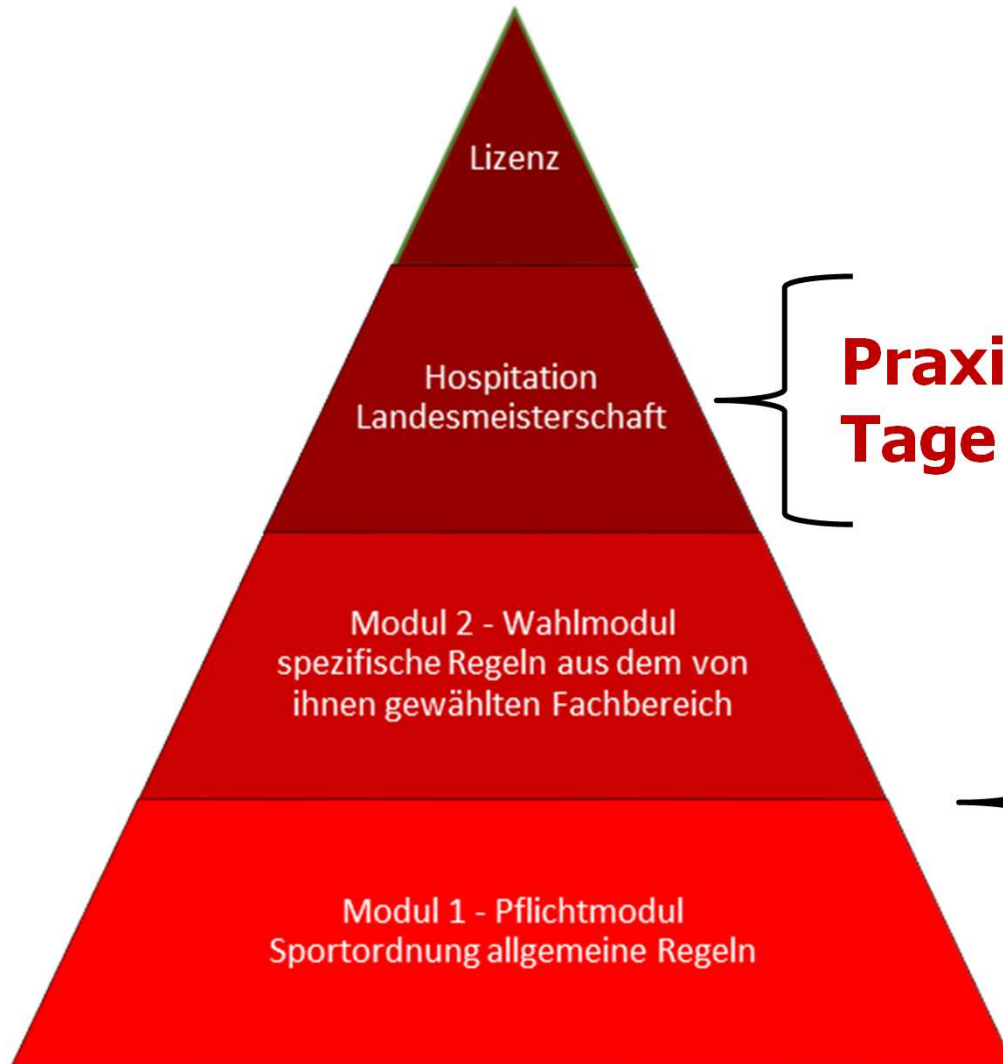 Lizenz
Hospitation
Landesmeisterschaft
Tage
Modul 2 - Wahlmodul
spezifische Regeln aus dem von
ihnen gewählten Fachbereich
Modul 1 - Pflichtmodul
Sportordnung allgemeine Regeln